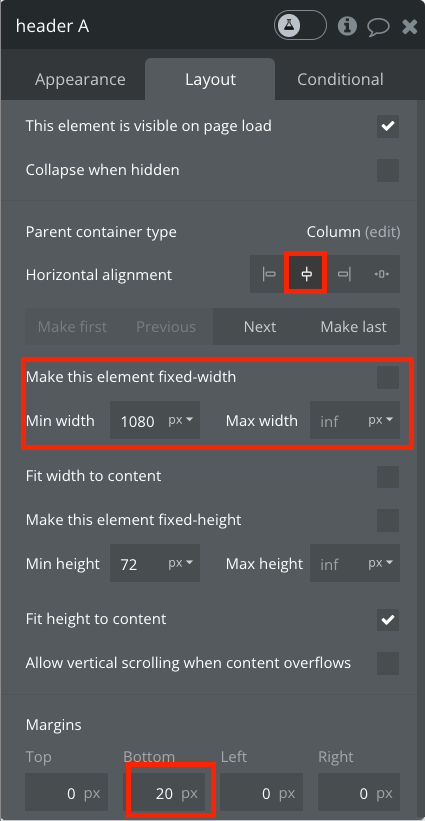 header A
Appearance Layout Conditional
This element is visible on page load
Collapse when hidden
Parent container type Column (edit)
Horizontal alignment
Make first Previous Next Make last
Make this element fixed-width
Min width 1080 px Max width inf px
Fit width to content
Make this element fixed-height
Min height 72 px Max height inf px
Fit height to content
Allow vertical scrolling when content overflows
Margins
Top Bottom Left Right
0 px 20 px 0 px 0 px